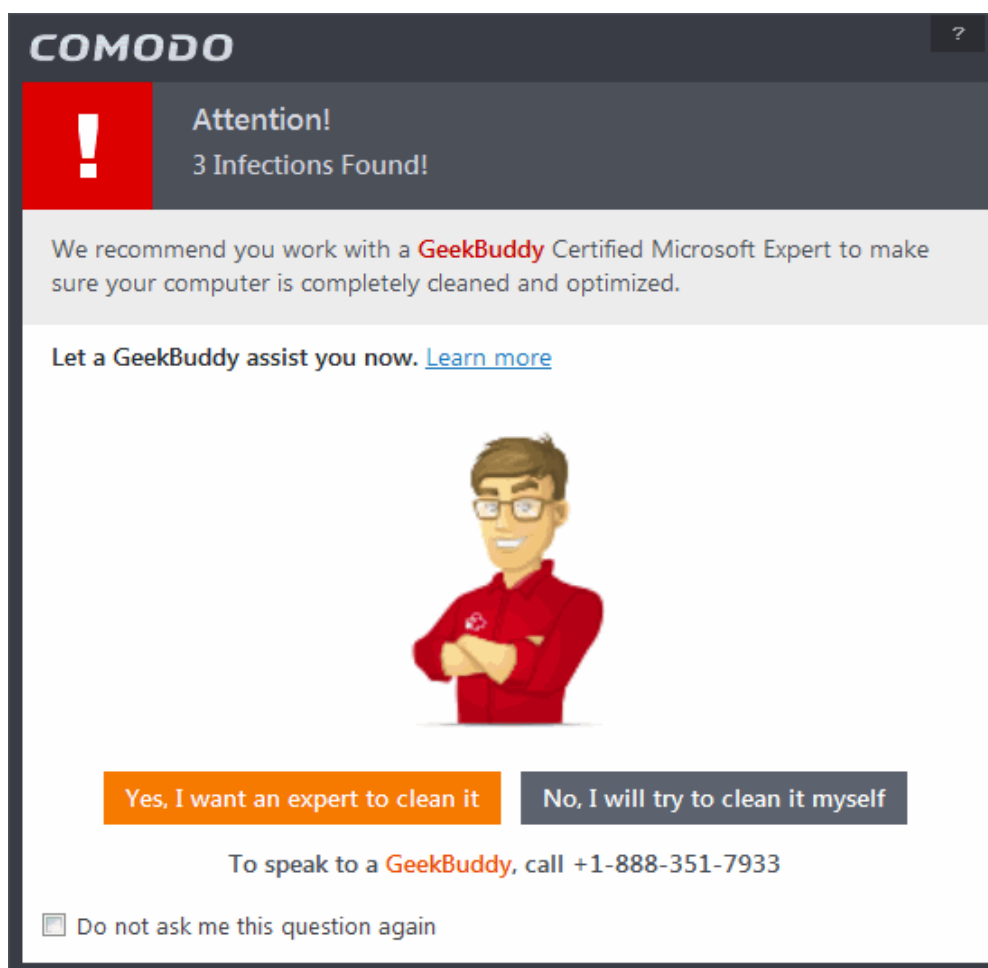 COMODO
?
!
Attention!
3 Infections Found!
We recommend you work with a GeekBuddy Certified Microsoft Expert to make
sure your computer is completely cleaned and optimized.
Let a GeekBuddy assist you now. Learn more
Yes, I want an expert to clean it
No, I will try to clean it myself
To speak to a GeekBuddy, call +1-888-351-7933
Do not ask me this question again